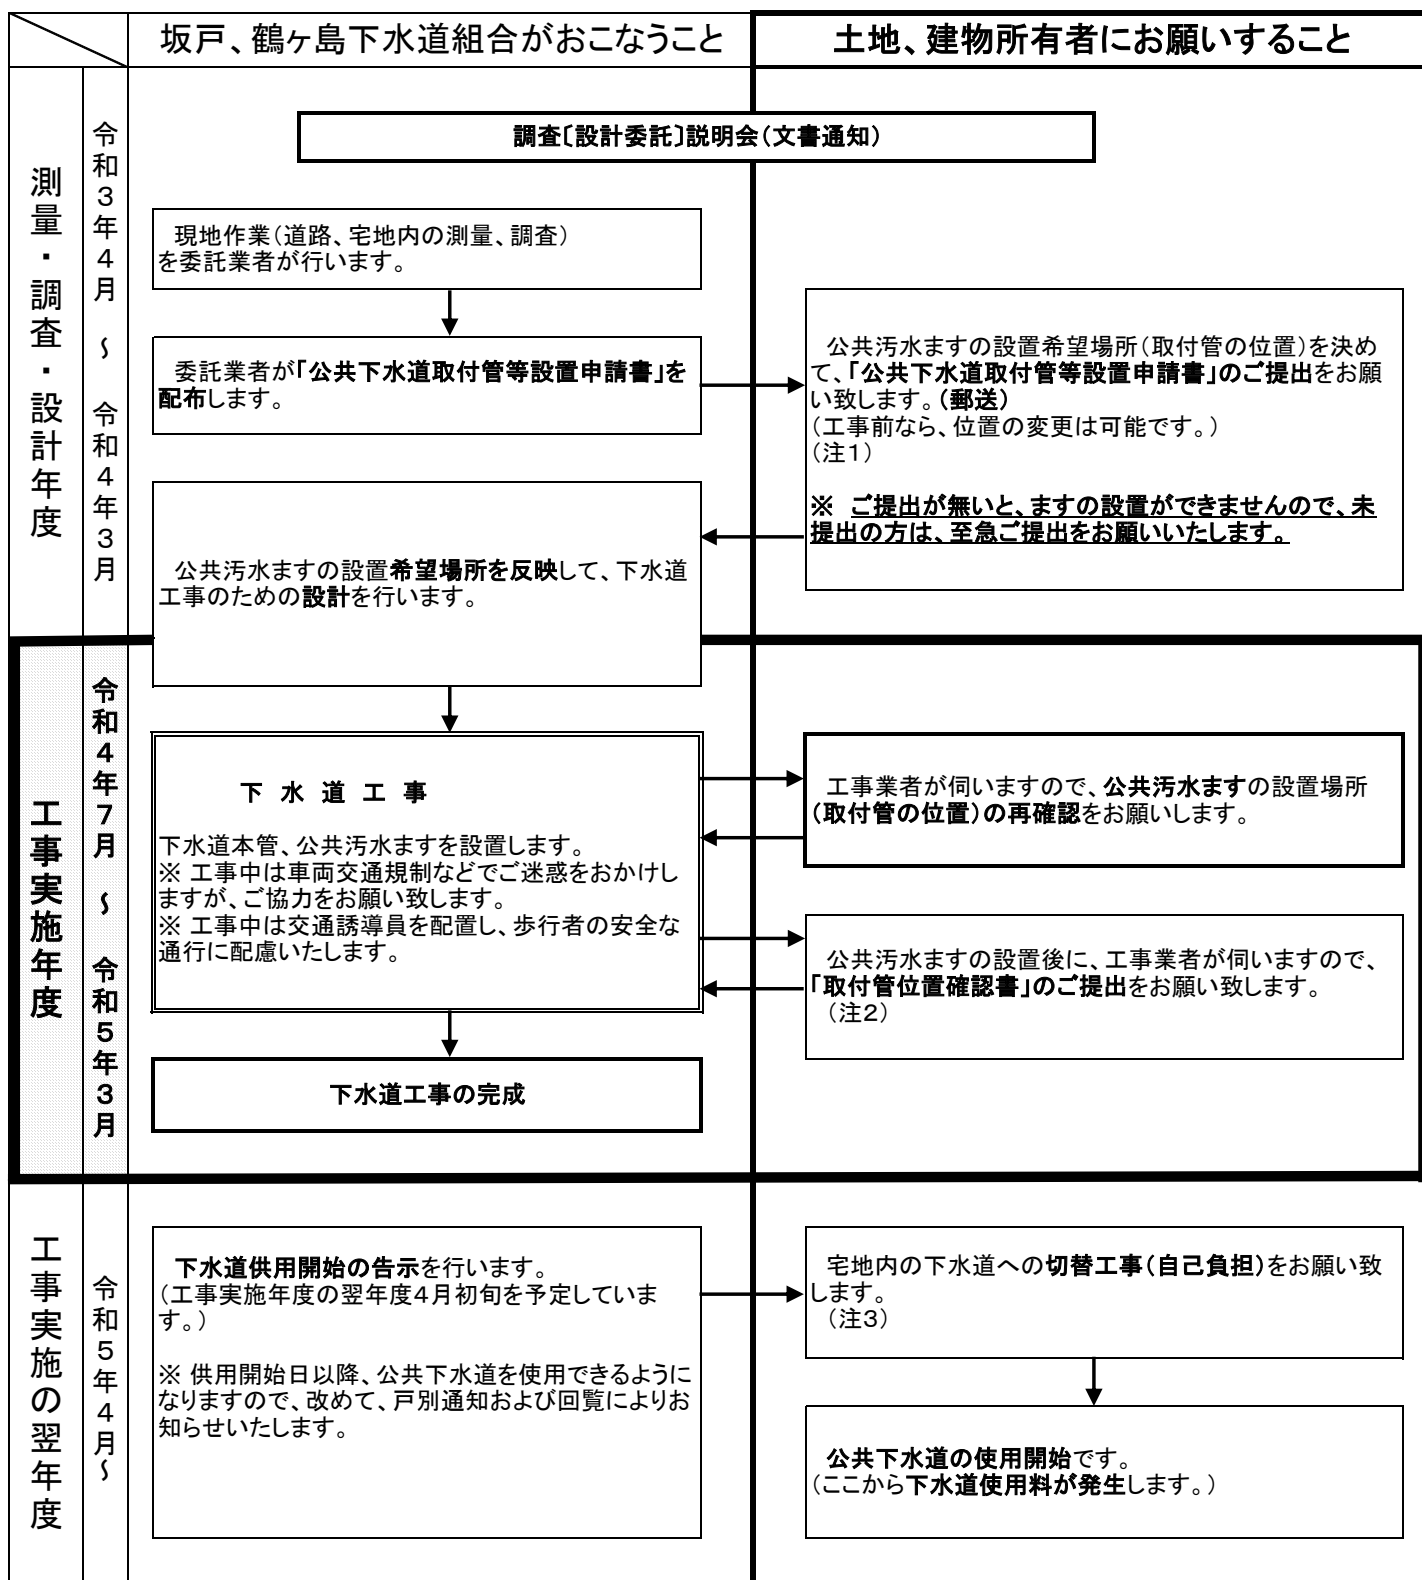 坂戸、鶴ヶ島下水道組合がおこなうこと
土地、建物所有者にお願いすること
測量・調査・設計年度
令和3年4月 ～ 令和4年3月
調査〔設計委託〕説明会(文書通知)
現地作業(道路、宅地内の測量、調査)
を委託業者が行います。
委託業者が「公共下水道取付管等設置申請書」を
配布します。
公共汚水ますの設置希望場所(取付管の位置)を決め
て、「公共下水道取付管等設置申請書」のご提出をお願
い致します。(郵送)
(工事前なら、位置の変更は可能です。)
(注1)
※ ご提出が無いと、ますの設置ができませんので、未
提出の方は、至急ご提出をお願いいたします。
公共汚水ますの設置希望場所を反映して、下水道
工事のための設計を行います。
工事実施年度
令和4年7月 ～ 令和5年3月
下 水 道 工 事
下水道本管、公共汚水ますを設置します。
※ 工事中は車両交通規制などでご迷惑をおかけし
ますが、ご協力をお願い致します。
※ 工事中は交通誘導員を配置し、歩行者の安全な
通行に配慮いたします。
工事業者が伺いますので、公共汚水ますの設置場所
(取付管の位置)の再確認をお願いします。
公共汚水ますの設置後に、工事業者が伺いますので、
「取付管位置確認書」のご提出をお願い致します。
(注2)
下水道工事の完成
工事実施の翌年度
令和5年4月～
下水道供用開始の告示を行います。
(工事実施年度の翌年度4月初旬を予定していま
す。)
※ 供用開始日以降、公共下水道を使用できるように
なりますので、改めて、戸別通知および回覧によりお
知らせいたします。
宅地内の下水道への切替工事(自己負担)をお願い致
します。
(注3)
公共下水道の使用開始です。
(ここから下水道使用料が発生します。)